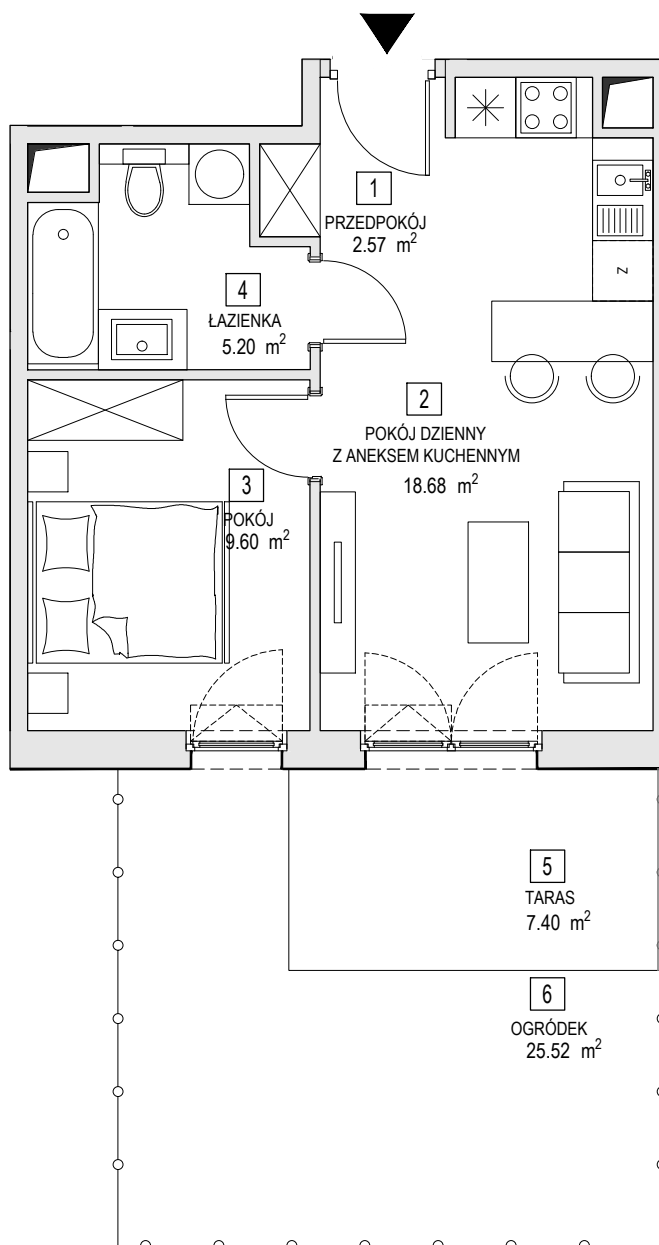 1
PRZEDPOKÓJ
2.57 m²
4
ŁAZIENKA
5.20 m²
Z
2
POKÓJ DZIENNY
Z ANEKSEM KUCHENNYM
18.68 m²
3
POKÓJ
9.60 m²
5
TARAS
7.40 m²
6
OGRÓDEK
25.52 m²